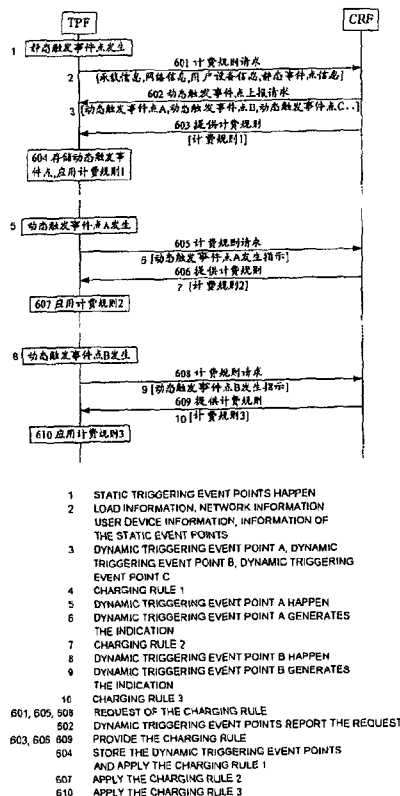 TPF
CRF
1 静态触发事件点发生
601 计费规则请求
2 [承载信息,网络信息,用户设备信息,静态事件点信息]
602 动态触发事件点上报请求
3 [动态触发事件点A,动态触发事件点B,动态触发事件点C..]
603 提供计费规则
[计费规则1]
604 存储动态触发事
件点,应用计费规则1
5 动态触发事件点A发生
605 计费规则请求
6 [动态触发事件点A发生指示]
606 提供计费规则
7 [计费规则2]
607 应用计费规则2
8 动态触发事件点B发生
608 计费规则请求
9 [动态触发事件点B发生指示]
609 提供计费规则
10 [计费规则3]
610 应用计费规则3
1 STATIC TRIGGERING EVENT POINTS HAPPEN
2 LOAD INFORMATION, NETWORK INFORMATION
USER DEVICE INFORMATION, INFORMATION OF
THE STATIC EVENT POINTS
3 DYNAMIC TRIGGERING EVENT POINT A, DYNAMIC
TRIGGERING EVENT POINT B, DYNAMIC TRIGGERING
EVENT POINT C
4 CHARGING RULE 1
5 DYNAMIC TRIGGERING EVENT POINT A HAPPEN
6 DYNAMIC TRIGGERING EVENT POINT A GENERATES
THE INDICATION
7 CHARGING RULE 2
8 DYNAMIC TRIGGERING EVENT POINT B HAPPEN
9 DYNAMIC TRIGGERING EVENT POINT B GENERATES
THE INDICATION
10 CHARGING RULE 3
601, 605, 608 REQUEST OF THE CHARGING RULE
602 DYNAMIC TRIGGERING EVENT POINTS REPORT THE REQUEST
603, 606 609 PROVIDE THE CHARGING RULE
604 STORE THE DYNAMIC TRIGGERING EVENT POINTS
AND APPLY THE CHARGING RULE 1
607 APPLY THE CHARGING RULE 2
610 APPLY THE CHARGING RULE 3